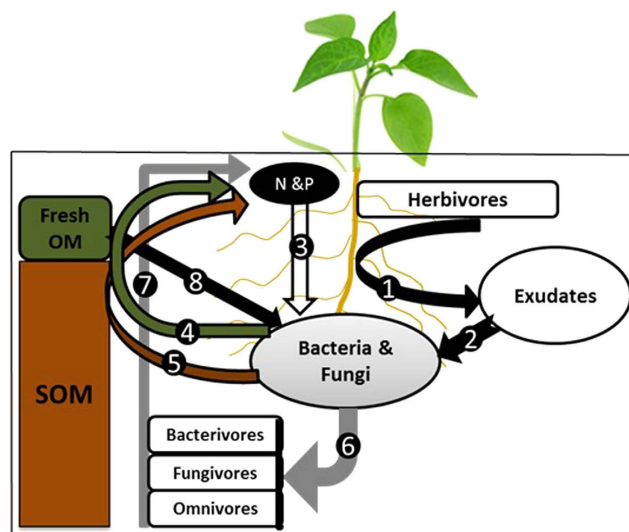 N &P
Herbivores
Fresh
OM
3
7
8
1
Exudates
4
2
Bacteria &
Fungi
5
SOM
6
Bacterivores
Fungivores
Omnivores